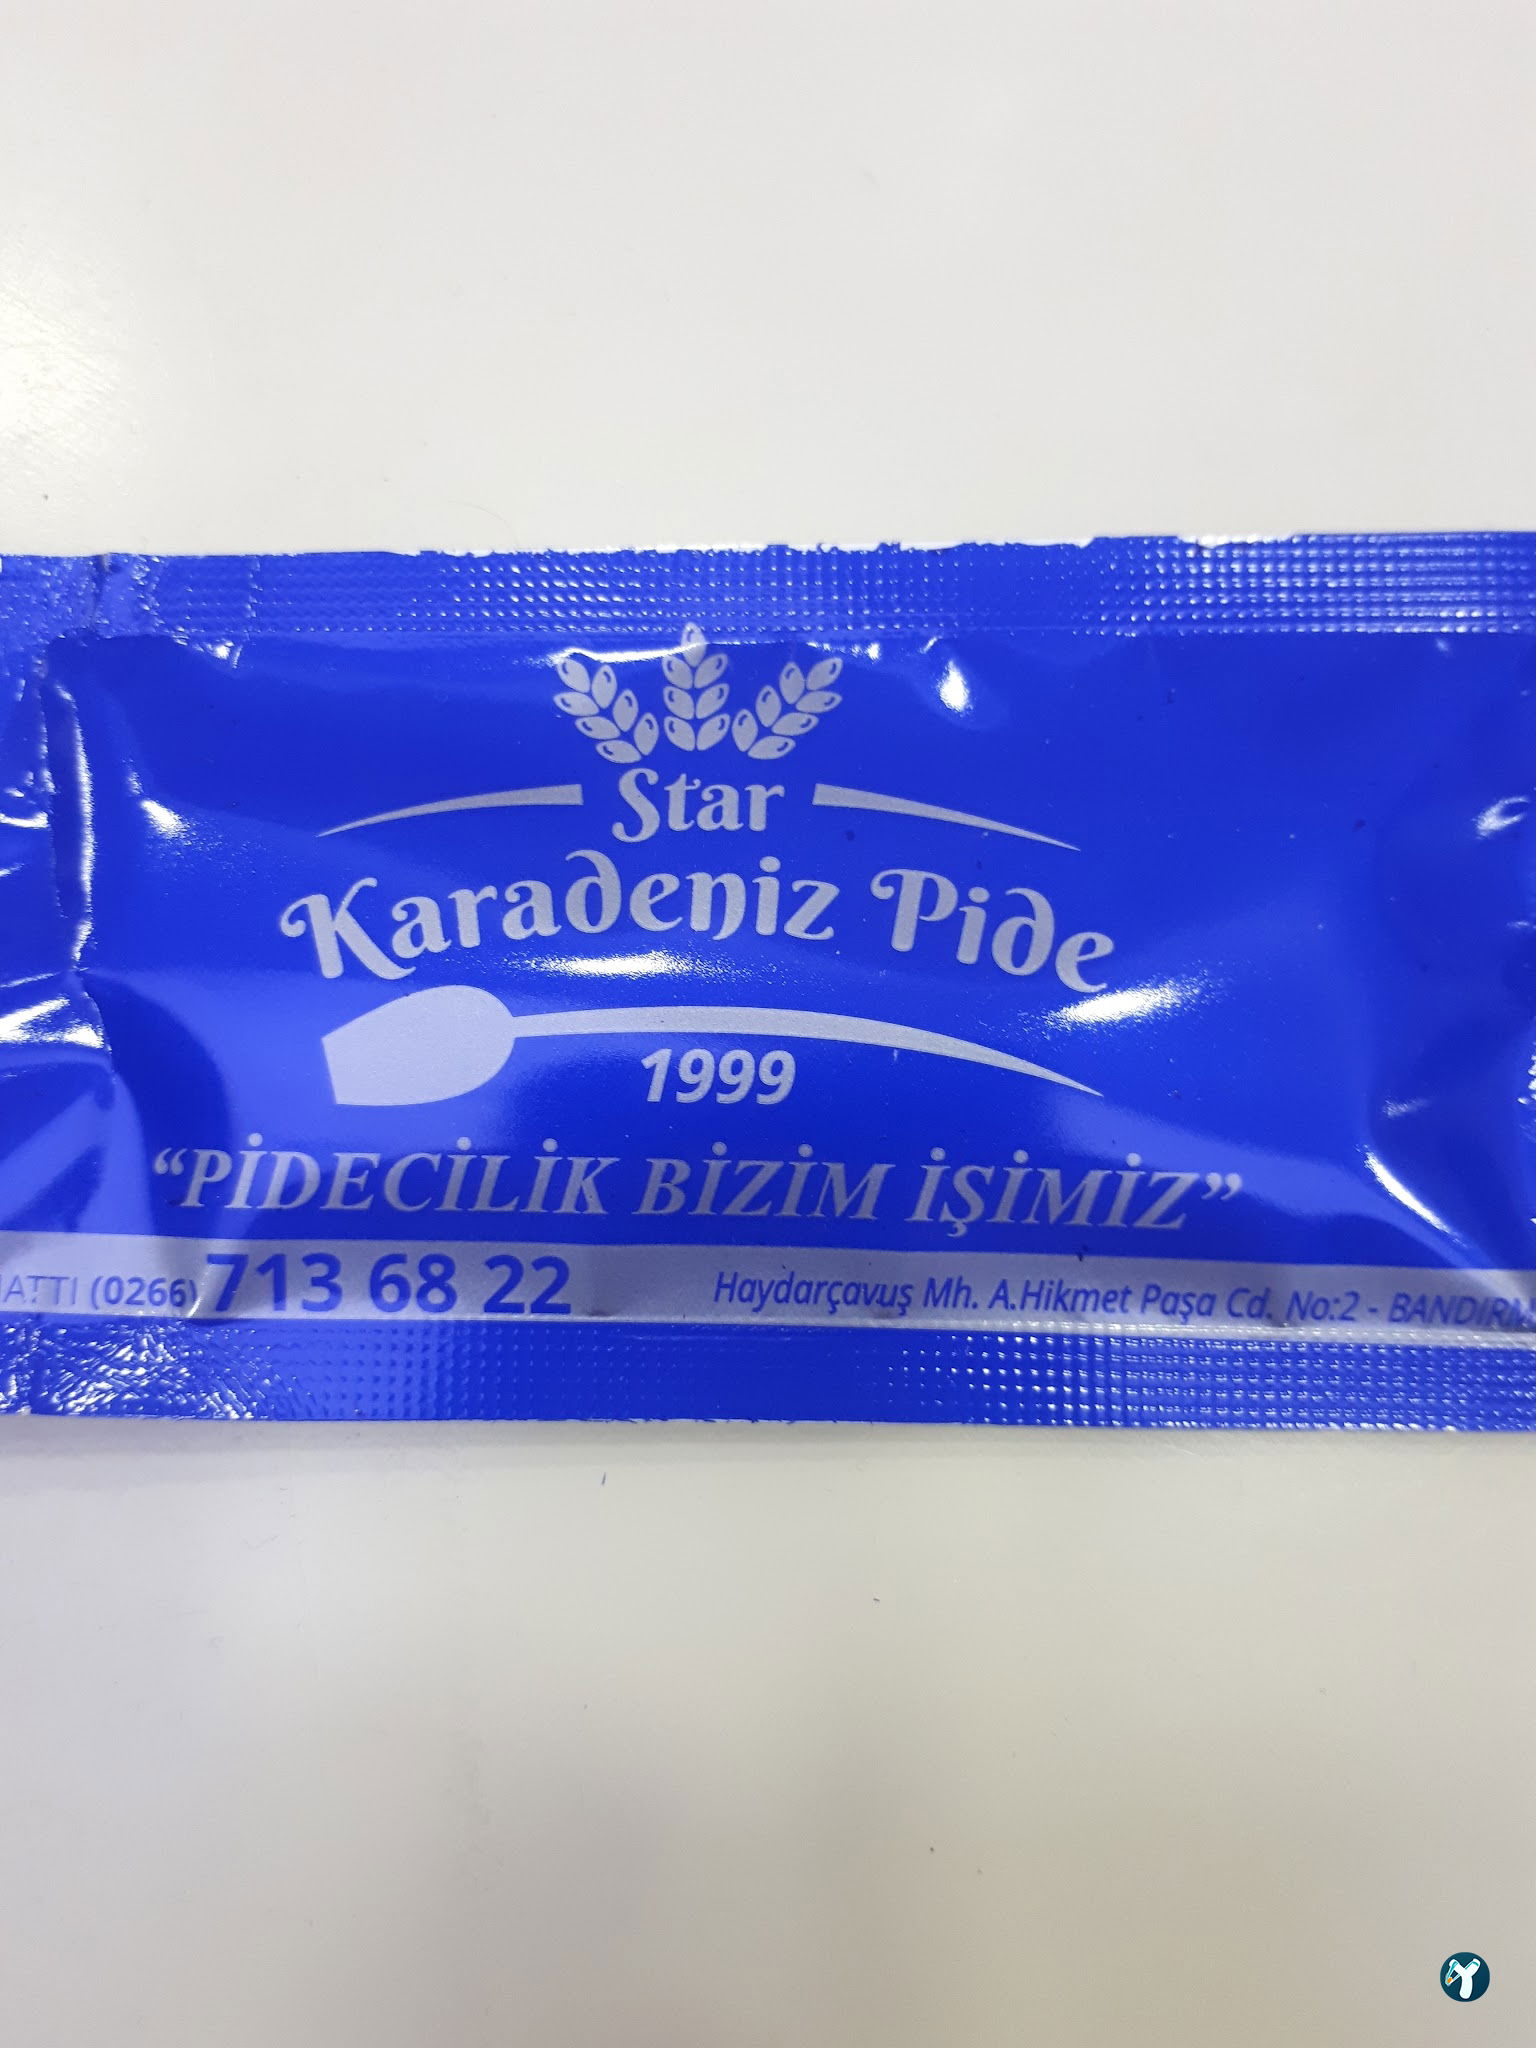 Star
Karadeniz Pide
1999
“PİDECİLİK BİZİM İŞİMİZ”
(0266) 713 68 22 Haydarçavuş Mh. A.Hikmet Paşa Cd. No:2 - BANDIRM